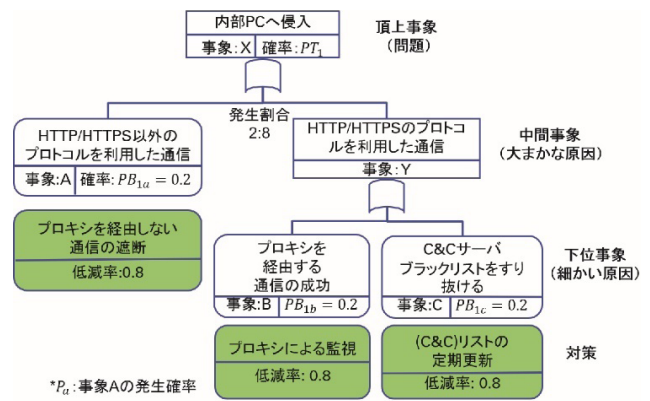 内部PCへ侵入
事象:X 確率:PT₁
頂上事象
(問題)
発生割合
2:8
HTTP/HTTPS以外の
プロトコルを利用した通信
事象:A 確率:PB₁ₐ = 0.2
HTTP/HTTPSのプロトコ
ルを利用した通信
事象:Y
中間事象
(大まかな原因)
プロキシを経由しない
通信の遮断
低減率:0.8
プロキシを
経由する
通信の成功
事象:B PB₁b = 0.2
C&Cサーバ
ブラックリストをすり
抜ける
事象:C PB₁c = 0.2
下位事象
(細かい原因)
プロキシによる監視
低減率: 0.8
(C&C)リストの
定期更新
低減率: 0.8
対策
*Pₐ:事象Aの発生確率